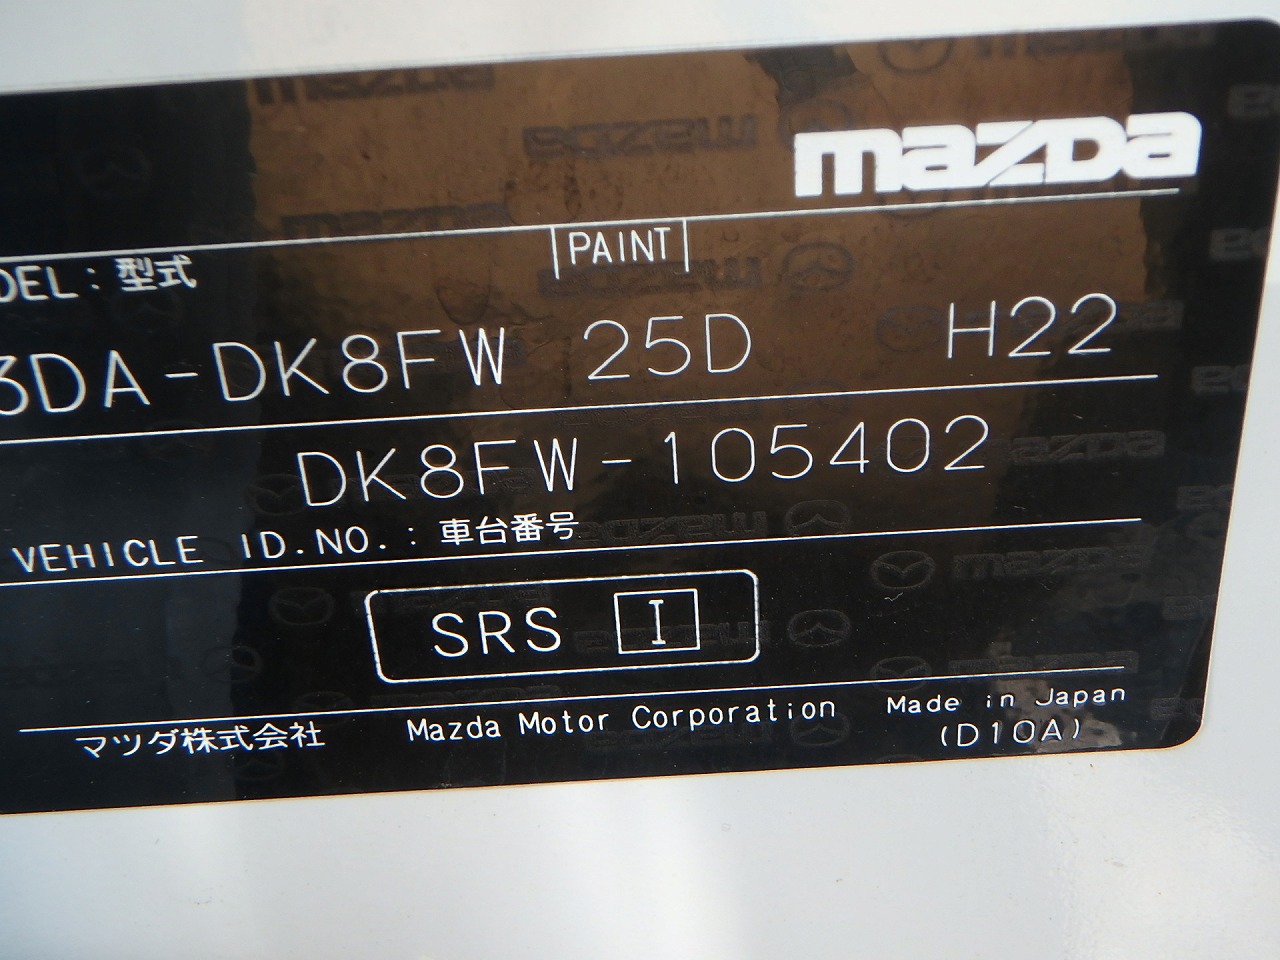 mazda
DEL: 型式 PAINT
3DA-DK8FW 25D H22
DK8FW-105402
VEHICLE ID.NO.: 車台番号
SRS I
マツダ株式会社 Mazda Motor Corporation Made in Japan
(D10A)